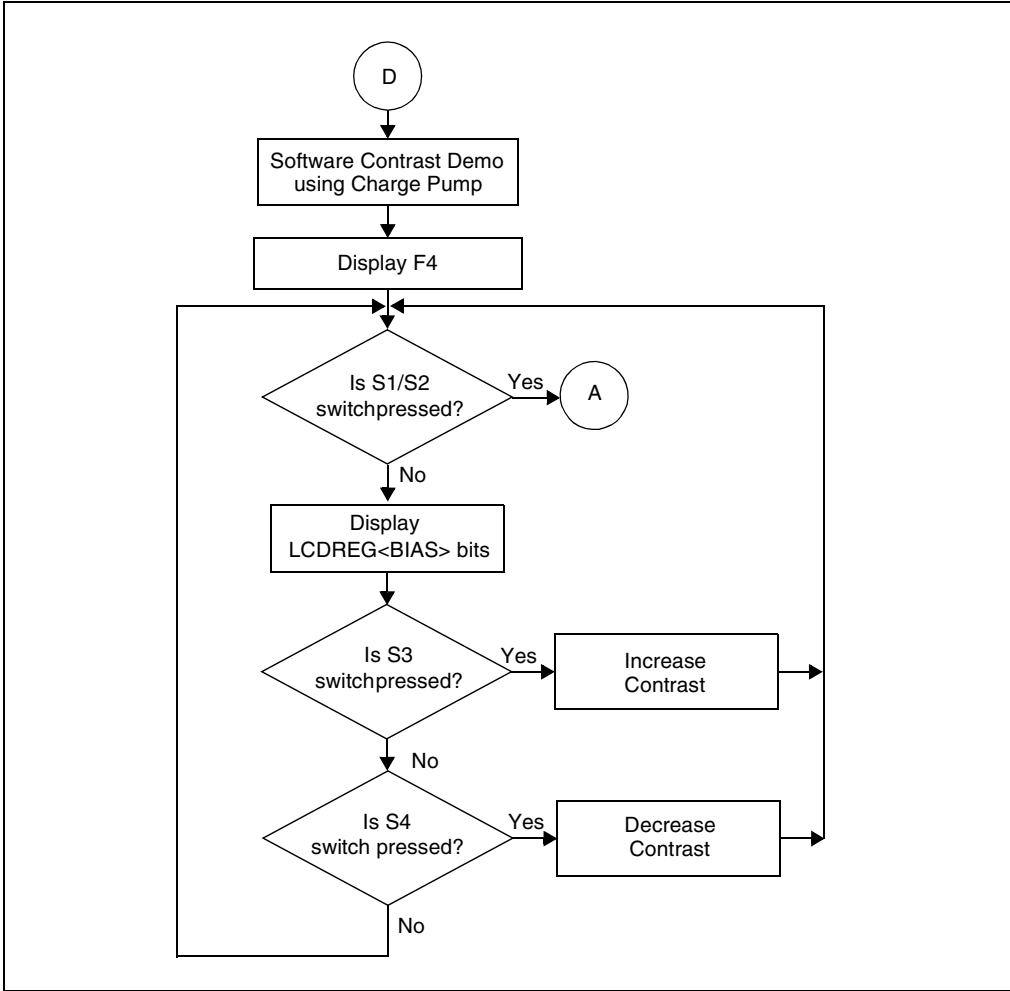 D
Software Contrast Demo
using Charge Pump
Display F4
Is S1/S2
switchpressed?
Yes
A
No
Display
LCDREG<BIAS> bits
Is S3
switchpressed?
Yes
Increase
Contrast
No
Is S4
switch pressed?
Yes
Decrease
Contrast
No